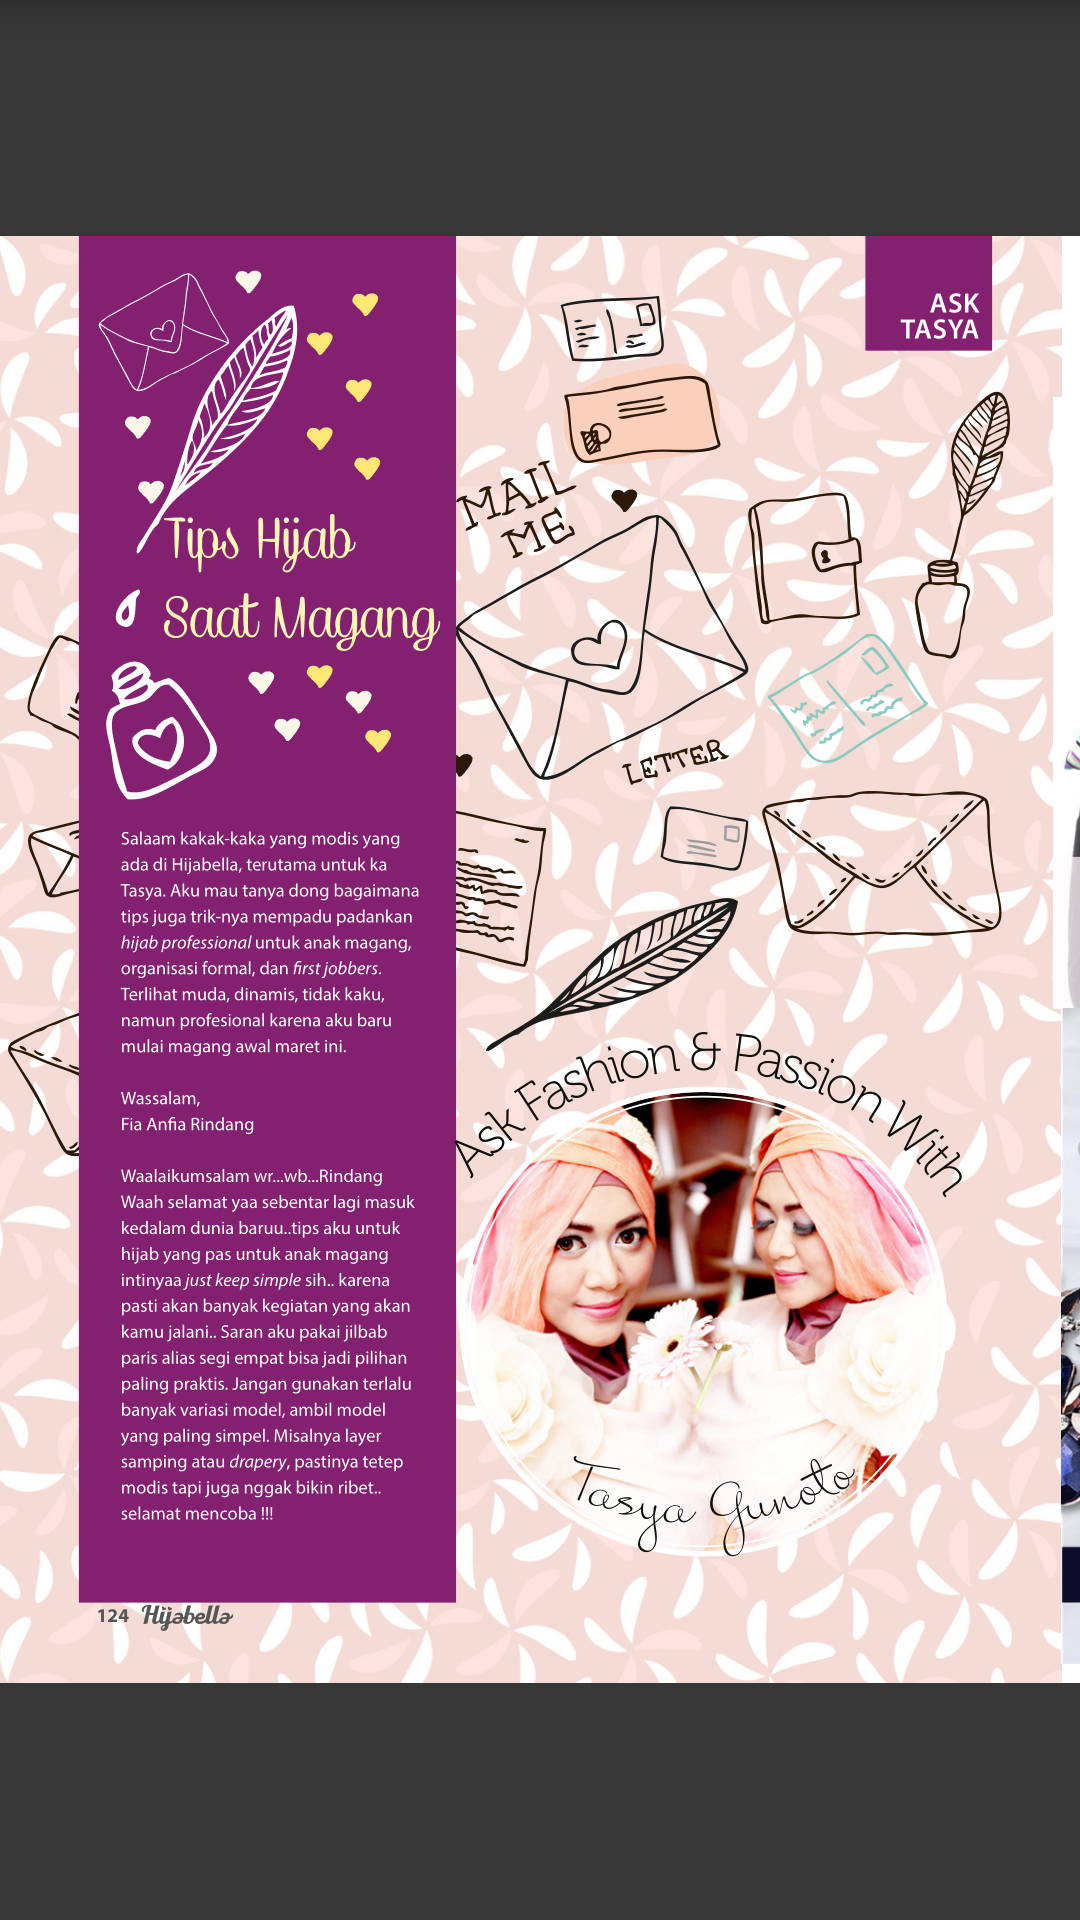 ASK
TASYA
Tips Hijab
Saat Magang
MAIL
ME
LETTER
Salaam kakak-kaka yang modis yang
ada di Hijabella, terutama untuk ka
Tasya. Aku mau tanya dong bagaimana
tips juga trik-nya mempadu padankan
hijab professional untuk anak magang,
organisasi formal, dan first jobbers.
Terlihat muda, dinamis, tidak kaku,
namun profesional karena aku baru
mulai magang awal maret ini.
Wassalam,
Fia Anfia Rindang
Waalaikumsalam wr...wb...Rindang
Waah selamat yaa sebentar lagi masuk
kedalam dunia baruu..tips aku untuk
hijab yang pas untuk anak magang
intinyaa just keep simple sih.. karena
pasti akan banyak kegiatan yang akan
kamu jalani.. Saran aku pakai jilbab
paris alias segi empat bisa jadi pilihan
paling praktis. Jangan gunakan terlalu
banyak variasi model, ambil model
yang paling simpel. Misalnya layer
samping atau drapery, pastinya tetep
modis tapi juga nggak bikin ribet..
selamat mencoba !!!
Ask Fashion & Passion With
Tasya Gunoto
124 Hijabella